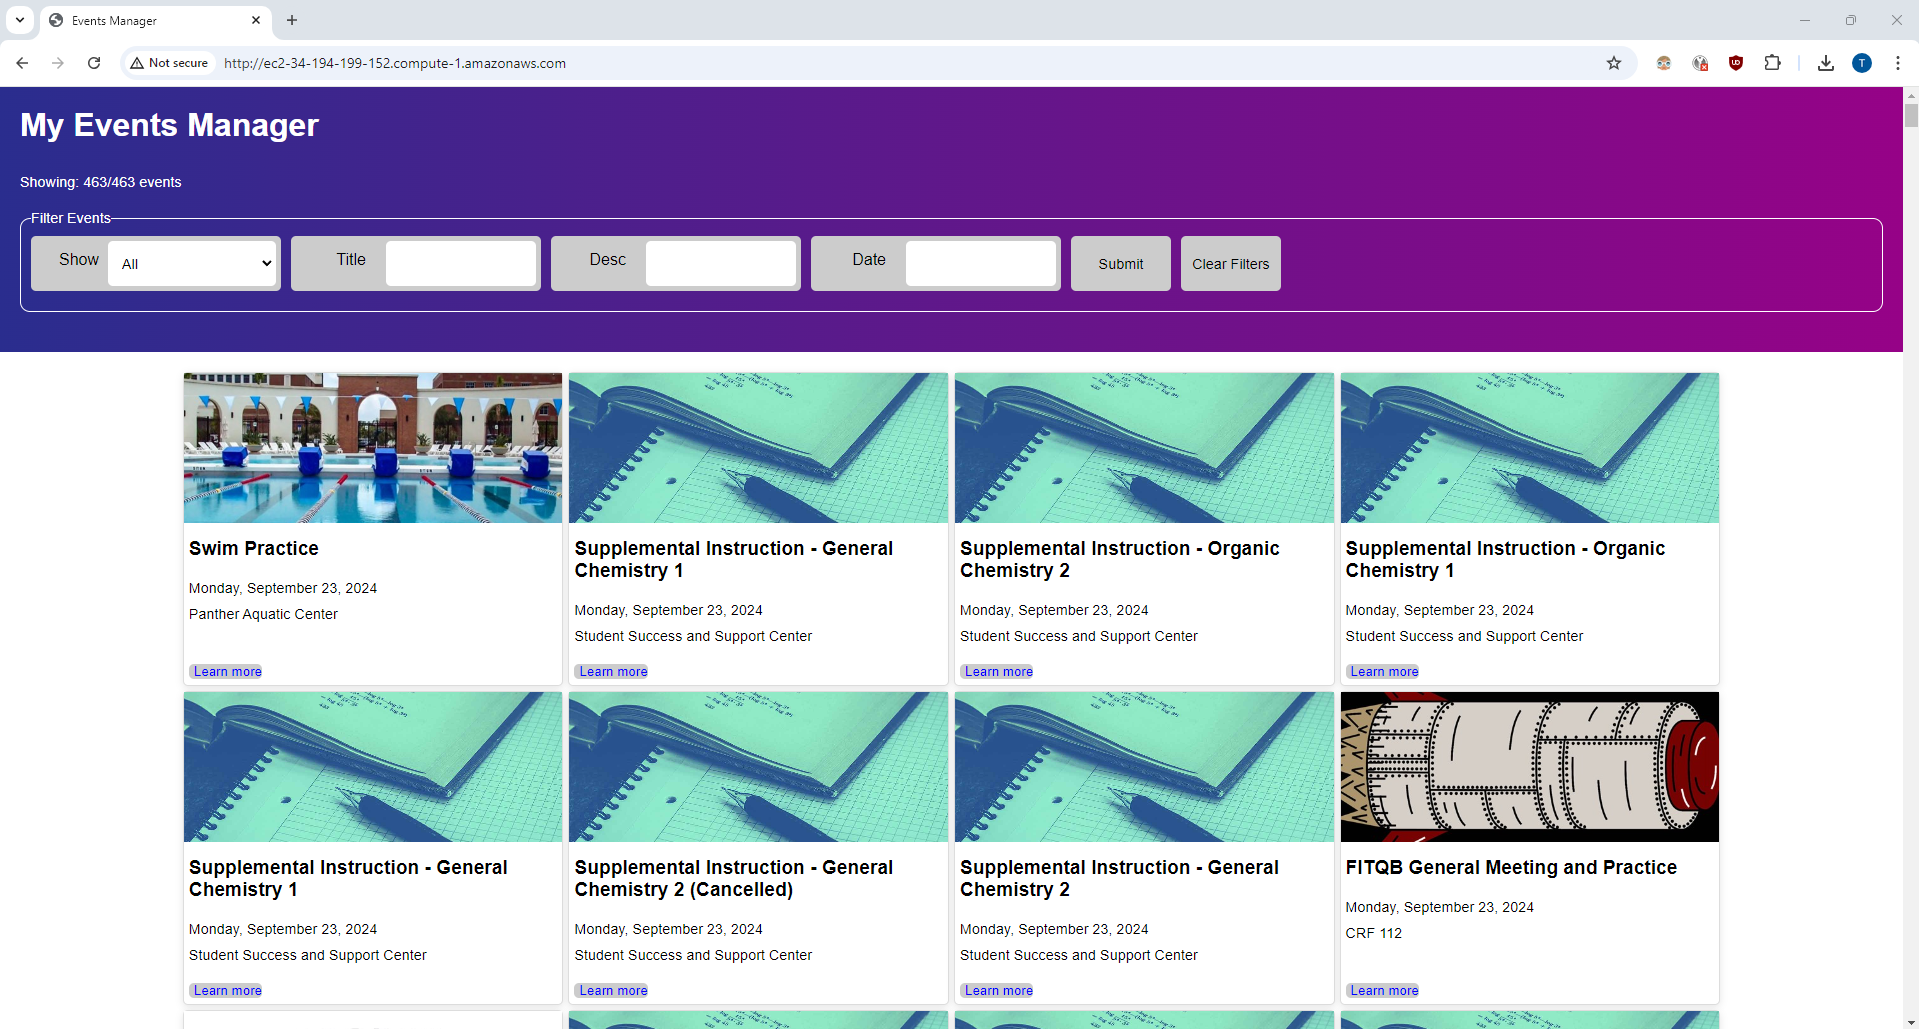 Events Manager
Not secure
http://ec2-34-194-199-152.compute-1.amazonaws.com
T
My Events Manager
Showing: 463/463 events
Filter Events
Show All Title Desc Date Submit Clear Filters
Swim Practice
Monday, September 23, 2024
Panther Aquatic Center
Learn more
Supplemental Instruction - General
Chemistry 1
Monday, September 23, 2024
Student Success and Support Center
Learn more
Supplemental Instruction - Organic
Chemistry 2
Monday, September 23, 2024
Student Success and Support Center
Learn more
Supplemental Instruction - Organic
Chemistry 1
Monday, September 23, 2024
Student Success and Support Center
Learn more
Supplemental Instruction - General
Chemistry 1
Monday, September 23, 2024
Student Success and Support Center
Learn more
Supplemental Instruction - General
Chemistry 2 (Cancelled)
Monday, September 23, 2024
Student Success and Support Center
Learn more
Supplemental Instruction - General
Chemistry 2
Monday, September 23, 2024
Student Success and Support Center
Learn more
FITQB General Meeting and Practice
Monday, September 23, 2024
CRF 112
Learn more